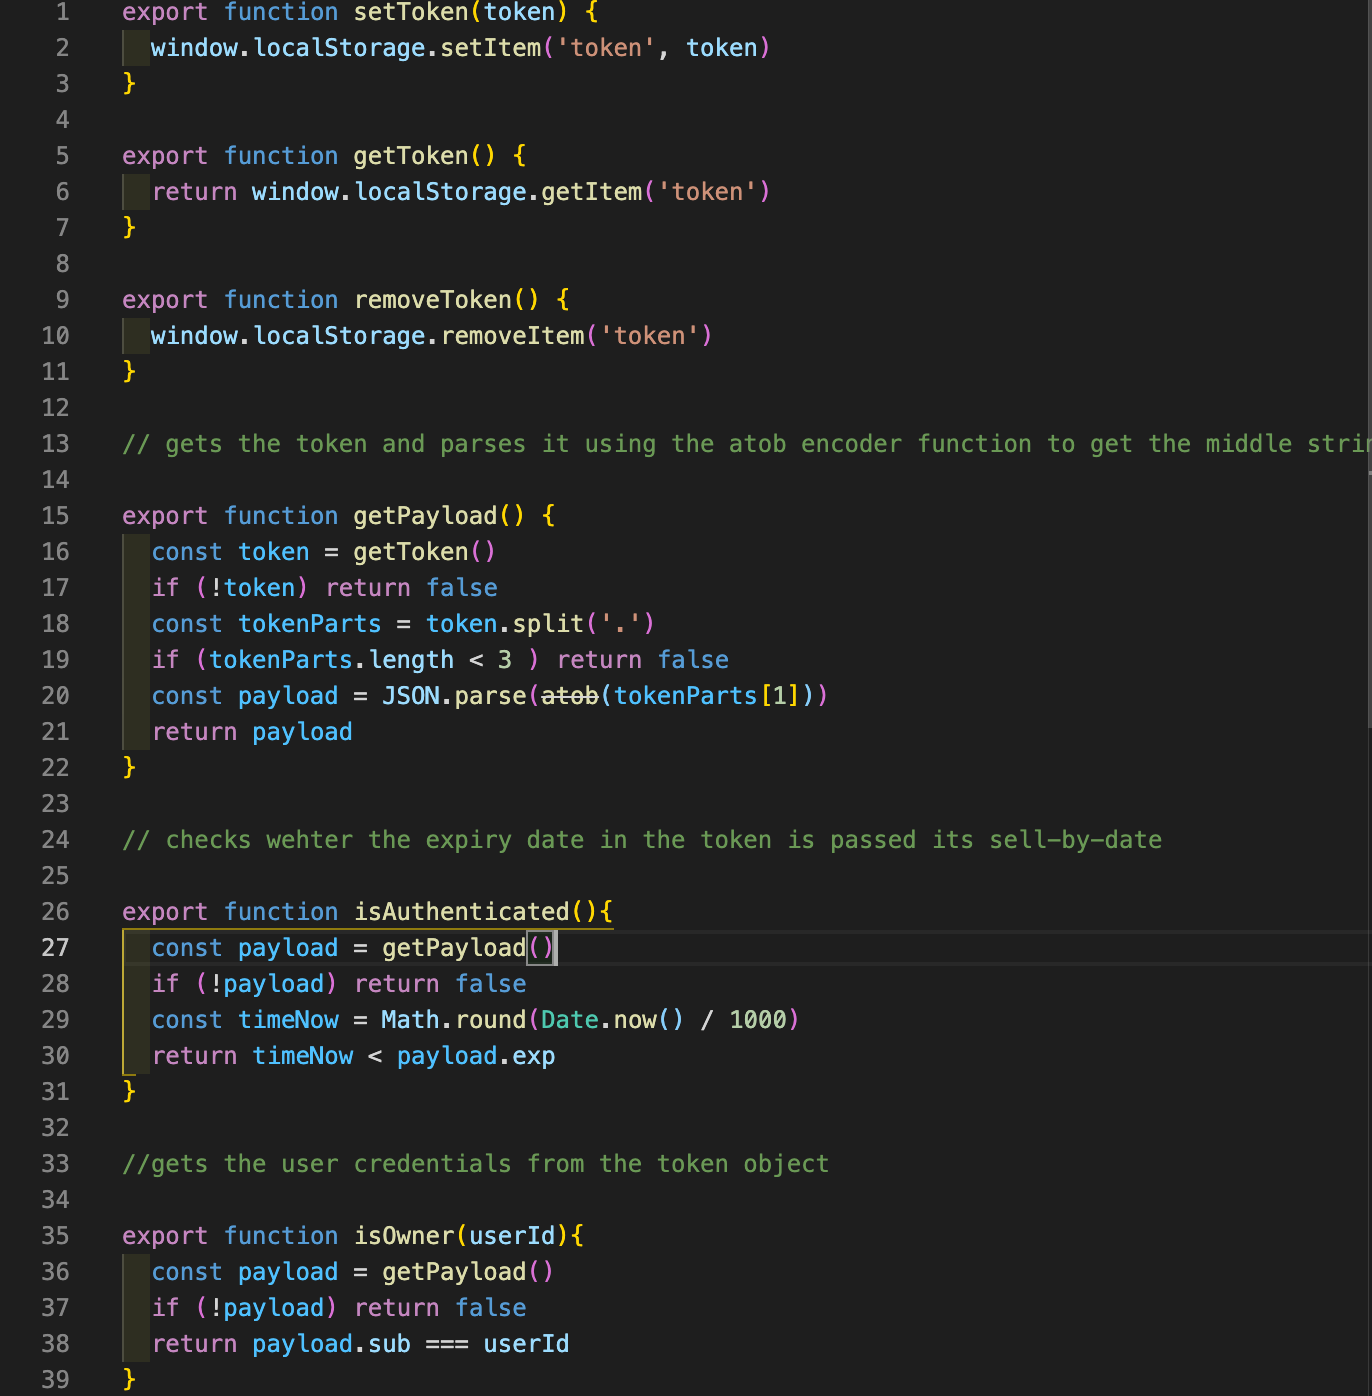 1 export function setToken(token) {
2 window.localStorage.setItem('token', token)
3 }
4
5 export function getToken() {
6 return window.localStorage.getItem('token')
7 }
8
9 export function removeToken() {
10 window.localStorage.removeItem('token')
11 }
12
13 // gets the token and parses it using the atob encoder function to get the middle
14
15 export function getPayload() {
16 const token = getToken()
17 if (!token) return false
18 const tokenParts = token.split('.')
19 if (tokenParts.length < 3 ) return false
20 const payload = JSON.parse(atob(tokenParts[1]))
21 return payload
22 }
23
24 // checks wehter the expiry date in the token is passed its sell-by-date
25
26 export function isAuthenticated(){
27 const payload = getPayload()
28 if (!payload) return false
29 const timeNow = Math.round(Date.now() / 1000)
30 return timeNow < payload.exp
31 }
32
33 //gets the user credentials from the token object
34
35 export function isOwner(userId){
36 const payload = getPayload()
37 if (!payload) return false
38 return payload.sub === userId
39 }